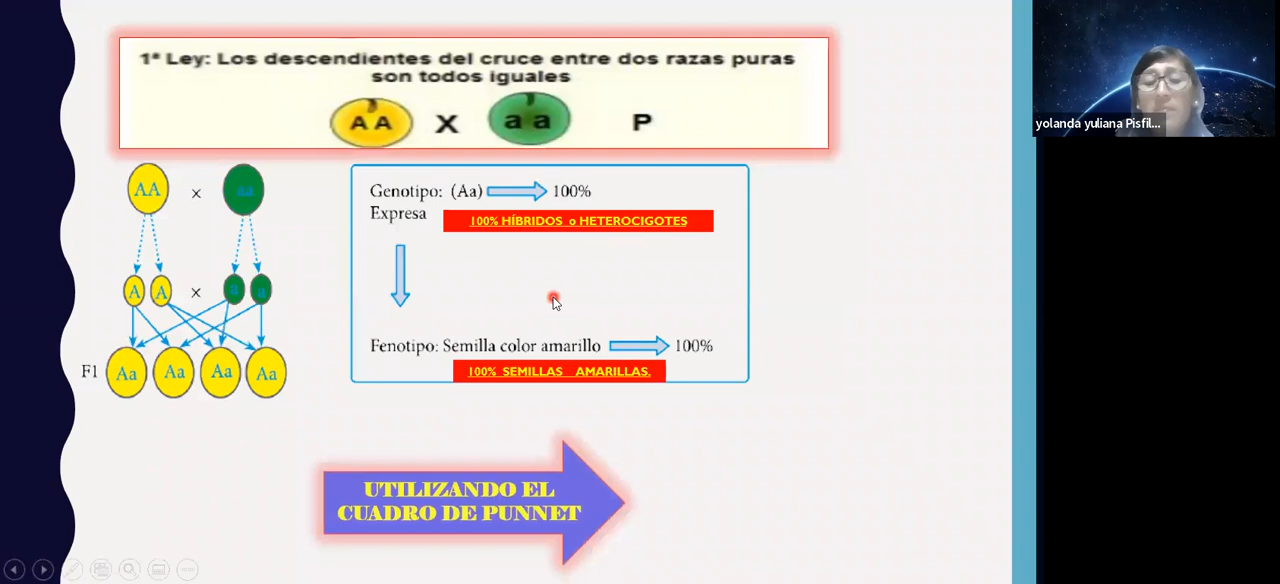 1ª Ley: Los descendientes del cruce entre dos razas puras
son todos iguales
A A X a a P
AA x aa
Genotipo: (Aa) 100%
Expresa
100% HÍBRIDOS o HETEROCIGOTES
A A x a a
Fenotipo: Semilla color amarillo 100%
100% SEMILLAS AMARILLAS.
F1 Aa Aa Aa Aa
UTILIZANDO EL
CUADRO DE PUNNET
yolanda yuliana Pisfil...